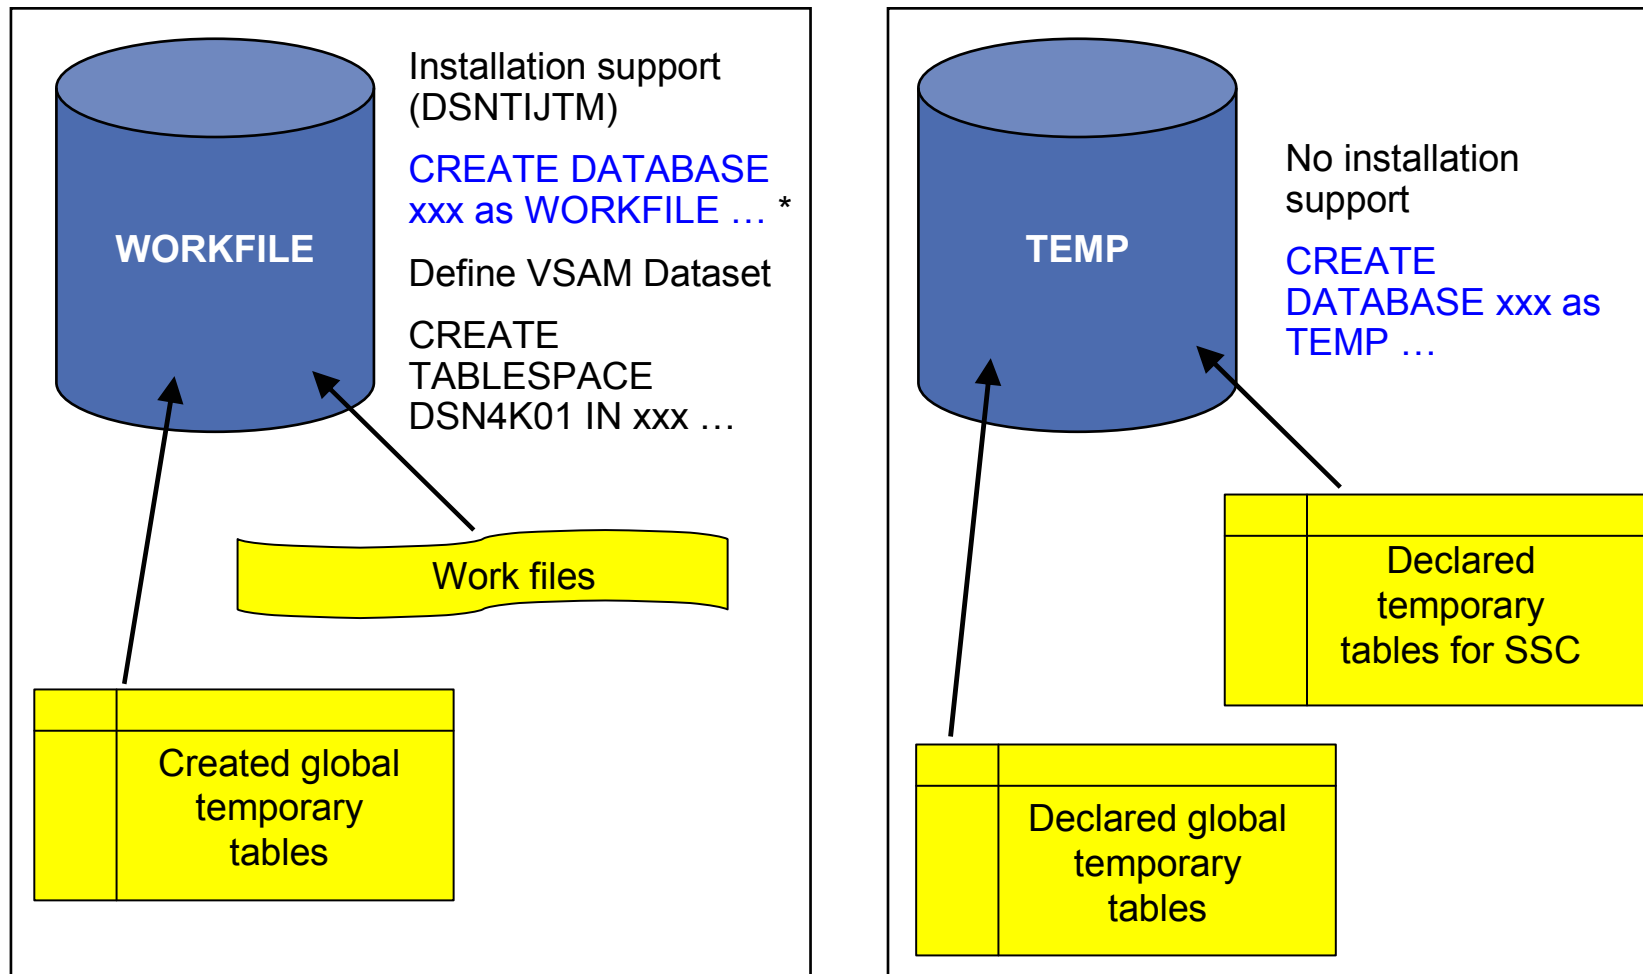 Installation support
(DSNTIJTM)
CREATE DATABASE
xxx as WORKFILE … *
WORKFILE
Define VSAM Dataset
CREATE
TABLESPACE
DSN4K01 IN xxx …
Work files
Created global
temporary
tables
No installation
support
TEMP
CREATE
DATABASE xxx as
TEMP …
Declared
temporary
tables for SSC
Declared global
temporary
tables